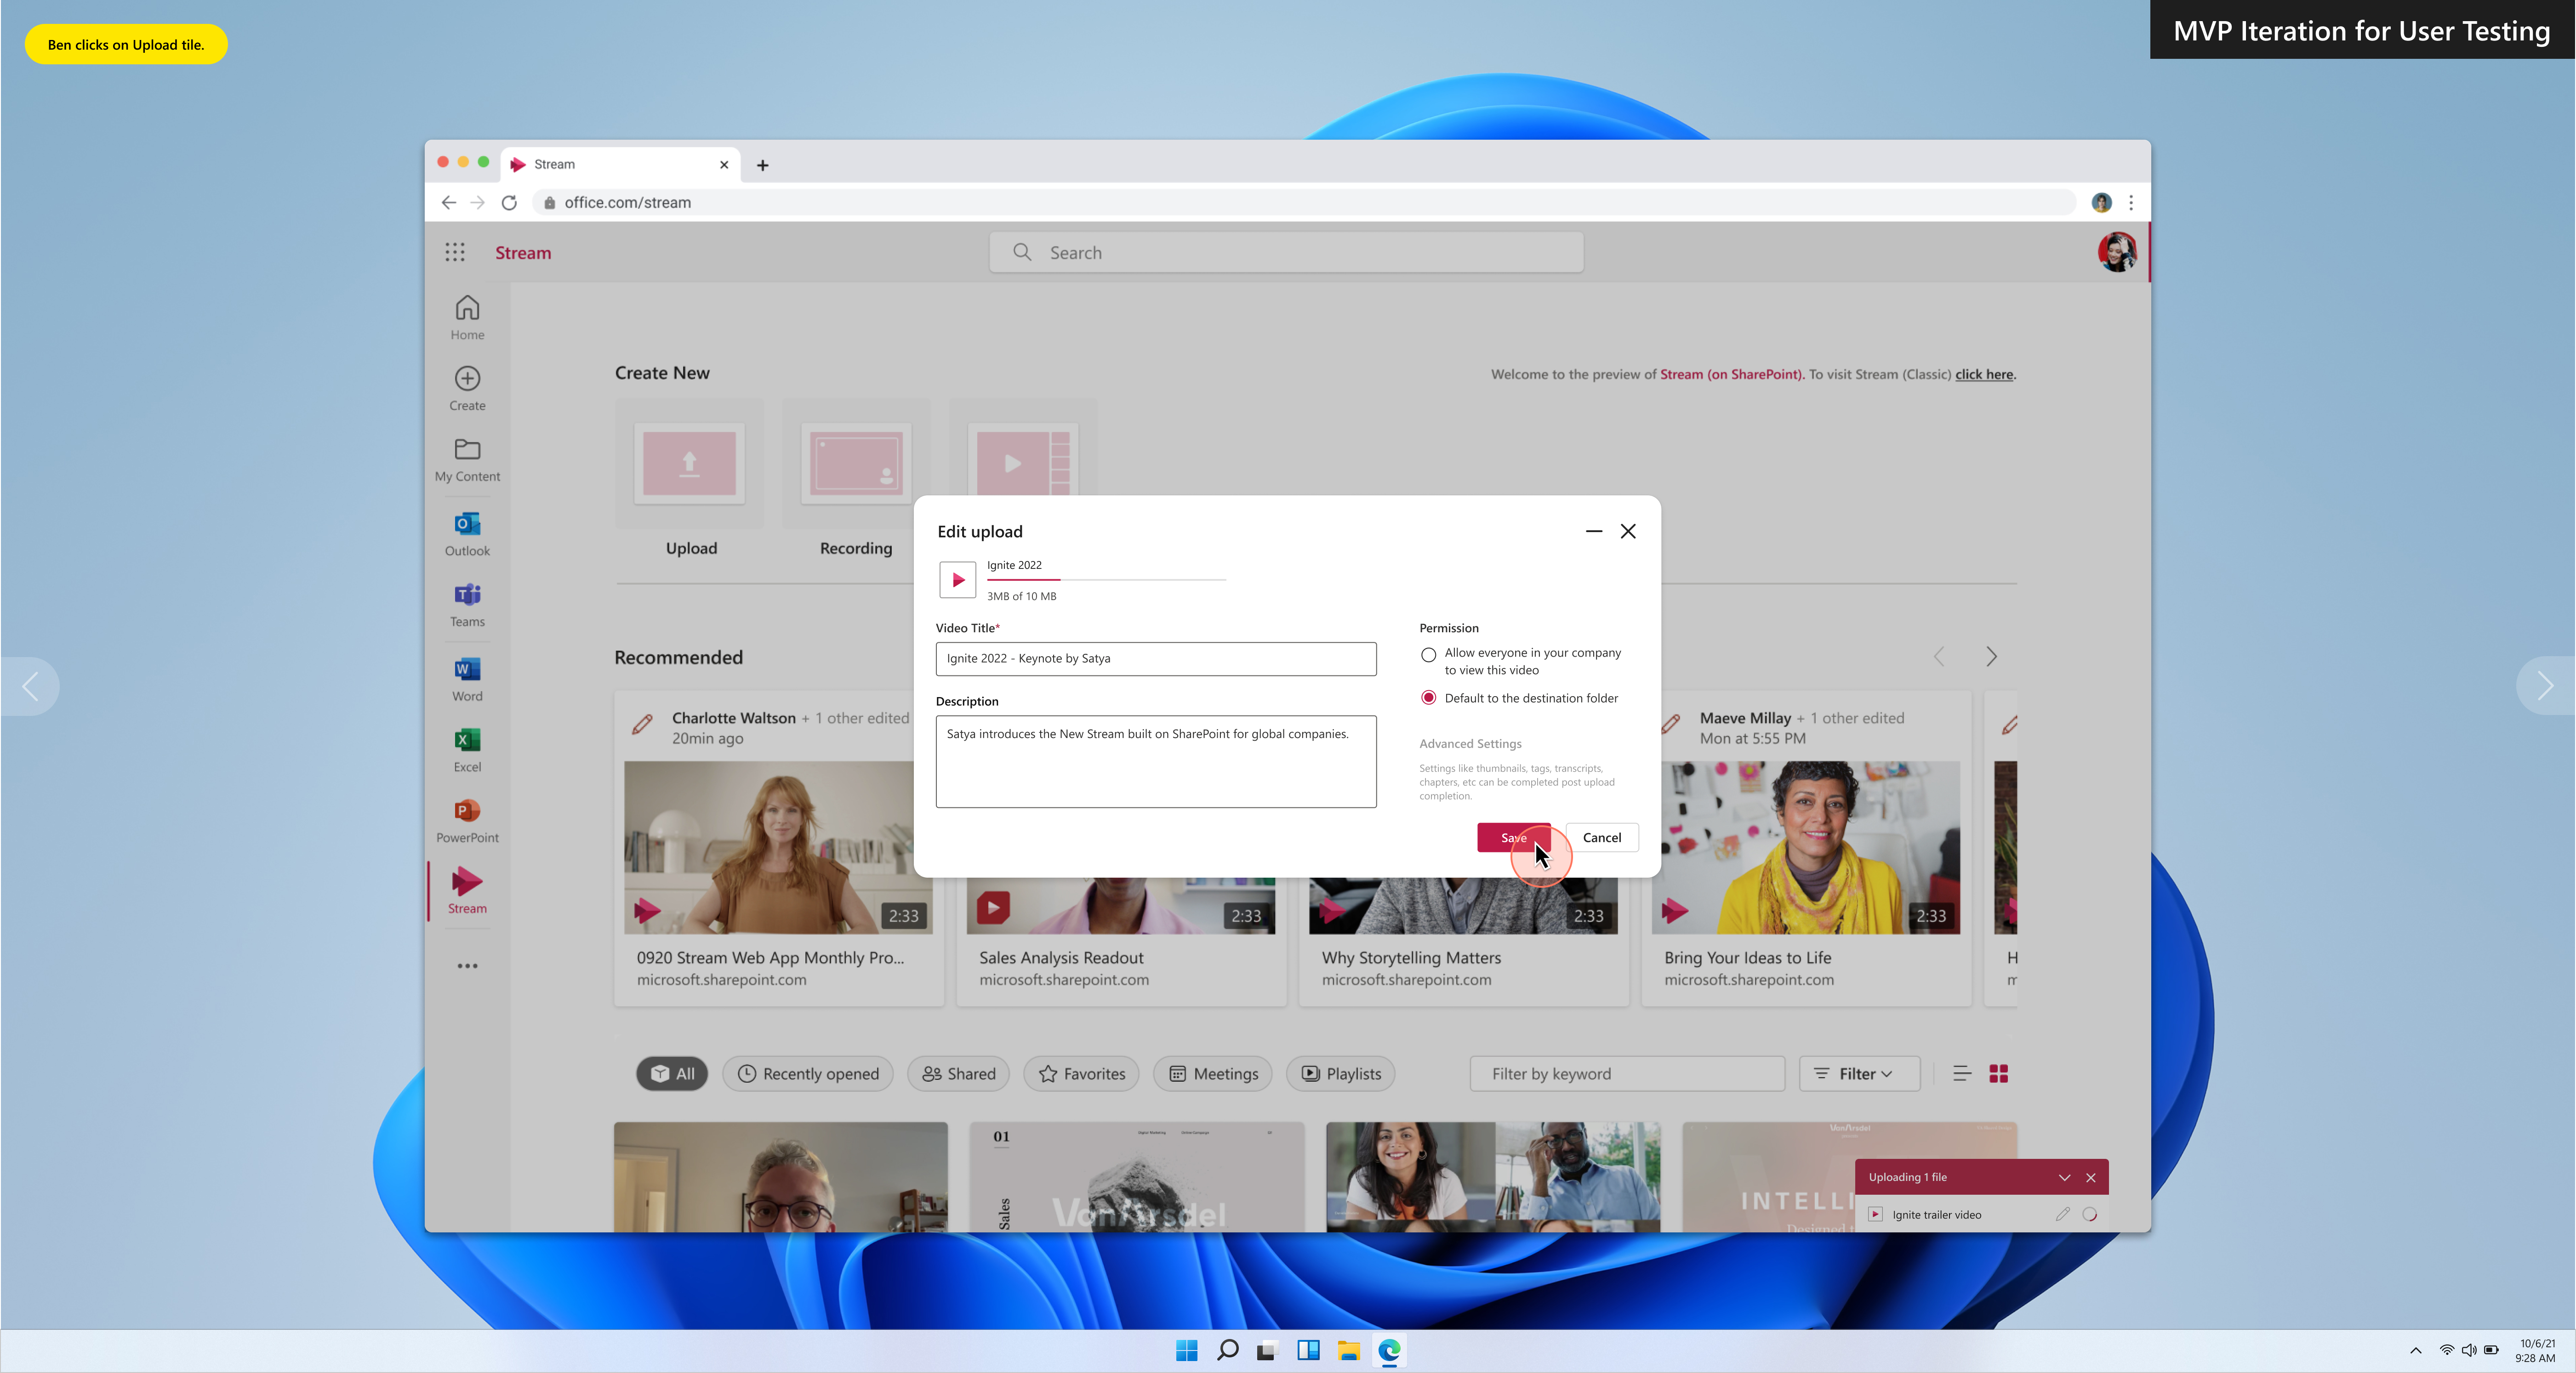 Ben clicks on Upload tile.
MVP Iteration for User Testing
Stream
office.com/stream
Stream
Search
Home
Create
My Content
Outlook
Teams
Word
Excel
PowerPoint
Stream
Create New
Welcome to the preview of Stream (on SharePoint). To visit Stream (Classic) click here.
Upload
Recording
Edit upload
Ignite 2022
3MB of 10 MB
Video Title*
Ignite 2022 - Keynote by Satya
Description
Satya introduces the New Stream built on SharePoint for global companies.
Permission
Allow everyone in your company
to view this video
Default to the destination folder
Advanced Settings
Settings like thumbnails, tags, transcripts,
chapters, etc can be completed post upload
completion.
Save
Cancel
Recommended
Charlotte Waltson + 1 other edited
20min ago
Maeve Millay + 1 other edited
Mon at 5:55 PM
2:33
2:33
2:33
2:33
0920 Stream Web App Monthly Pro...
microsoft.sharepoint.com
Sales Analysis Readout
microsoft.sharepoint.com
Why Storytelling Matters
microsoft.sharepoint.com
Bring Your Ideas to Life
microsoft.sharepoint.com
H
All
Recently opened
Shared
Favorites
Meetings
Playlists
Filter by keyword
Filter
01
Sales
VanArsdel
VanArsdel
INTELLI
Designed t
Uploading 1 file
Ignite trailer video
10/6/21
9:28 AM